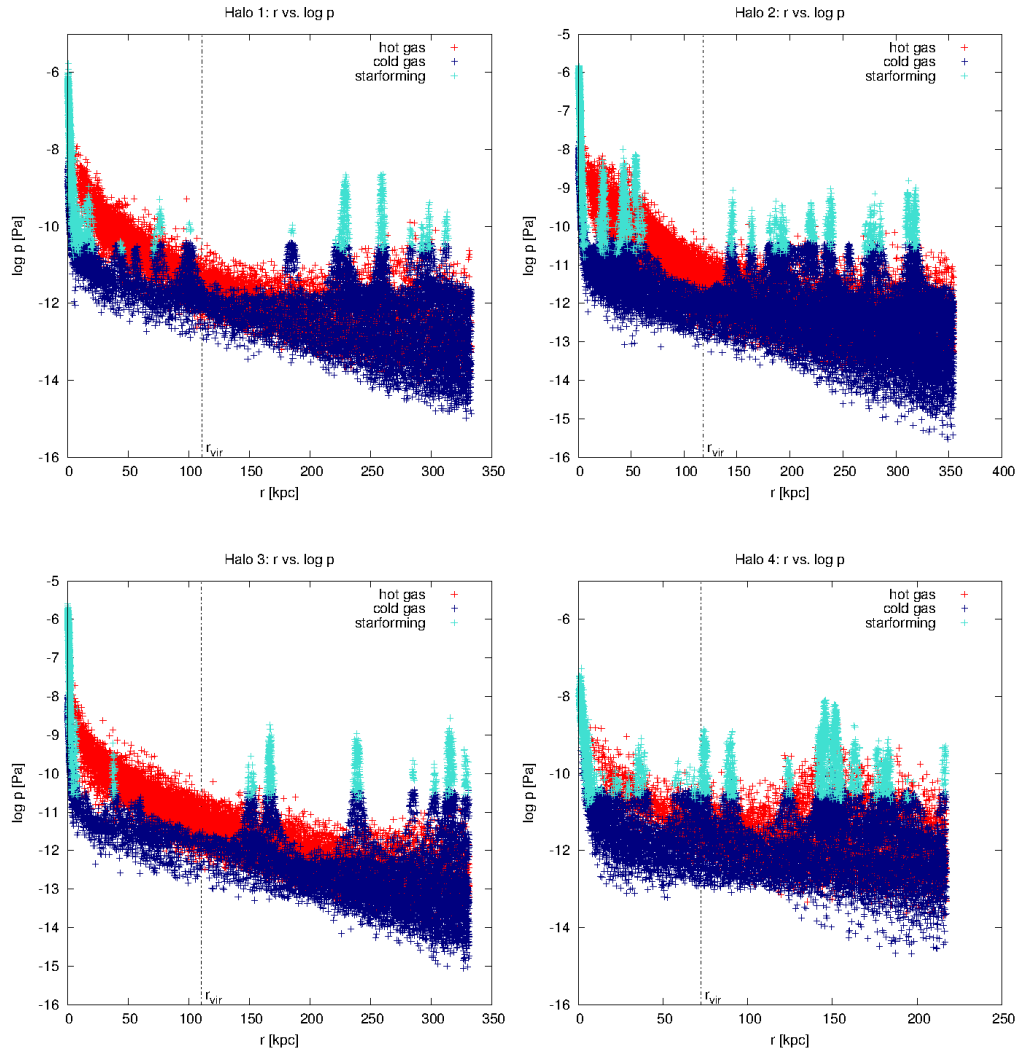 Halo 1: r vs. log p
hot gas
cold gas
starforming
log p [Pa]
-6
-8
-10
-12
-14
-16
r_vir
0 50 100 150 200 250 300 350
r [kpc]
Halo 2: r vs. log p
hot gas
cold gas
starforming
log p [Pa]
-5
-6
-7
-8
-9
-10
-11
-12
-13
-14
-15
-16
r_vir
0 50 100 150 200 250 300 350 400
r [kpc]
Halo 3: r vs. log p
hot gas
cold gas
starforming
log p [Pa]
-5
-6
-7
-8
-9
-10
-11
-12
-13
-14
-15
-16
r_vir
0 50 100 150 200 250 300 350
r [kpc]
Halo 4: r vs. log p
hot gas
cold gas
starforming
log p [Pa]
-6
-8
-10
-12
-14
-16
r_vir
0 50 100 150 200 250
r [kpc]